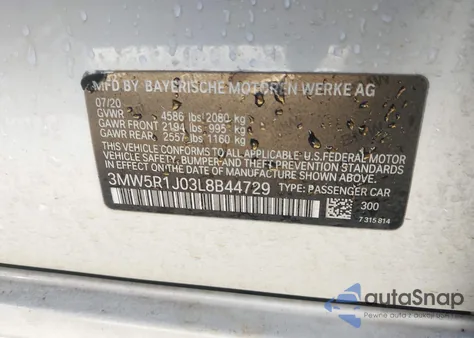 MFD BY BAYERISCHE MOTOREN WERKE AG
07/20
GVWR 4586 lbs 2080 kg
GAWR FRONT 2194 lbs 995 kg
GAWR REAR 2557 lbs 1160 kg
THIS VEHICLE CONFORMS TO ALL APPLICABLE U.S. FEDERAL MOTOR
VEHICLE SAFETY, BUMPER, AND THEFT PREVENTION STANDARDS
IN EFFECT ON THE DATE OF MANUFACTURE SHOWN ABOVE.
3MW5R1J03L8B44729 TYPE: PASSENGER CAR
300
7 315 814
autoSnap
Pewne auta z aukcji